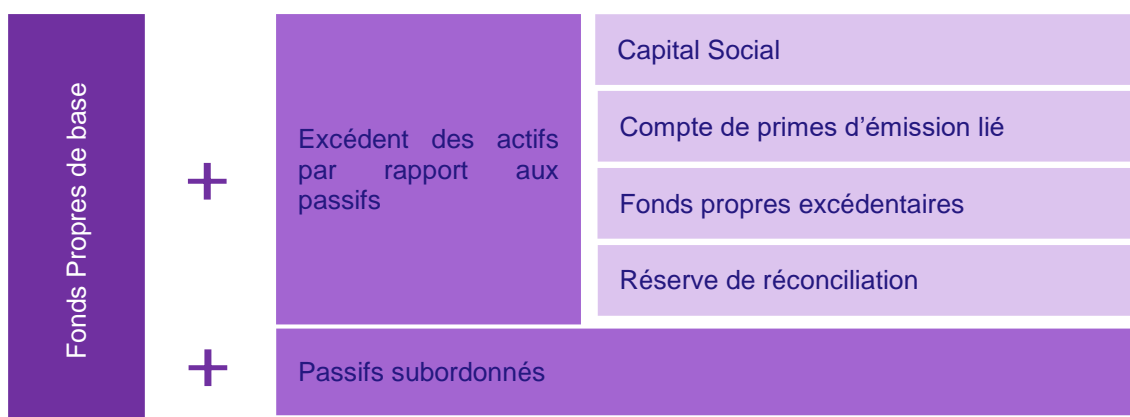 Fonds Propres de base
+
Excédent des actifs
par rapport aux
passifs
Capital Social
Compte de primes d’émission lié
Fonds propres excédentaires
Réserve de réconciliation
+
Passifs subordonnés